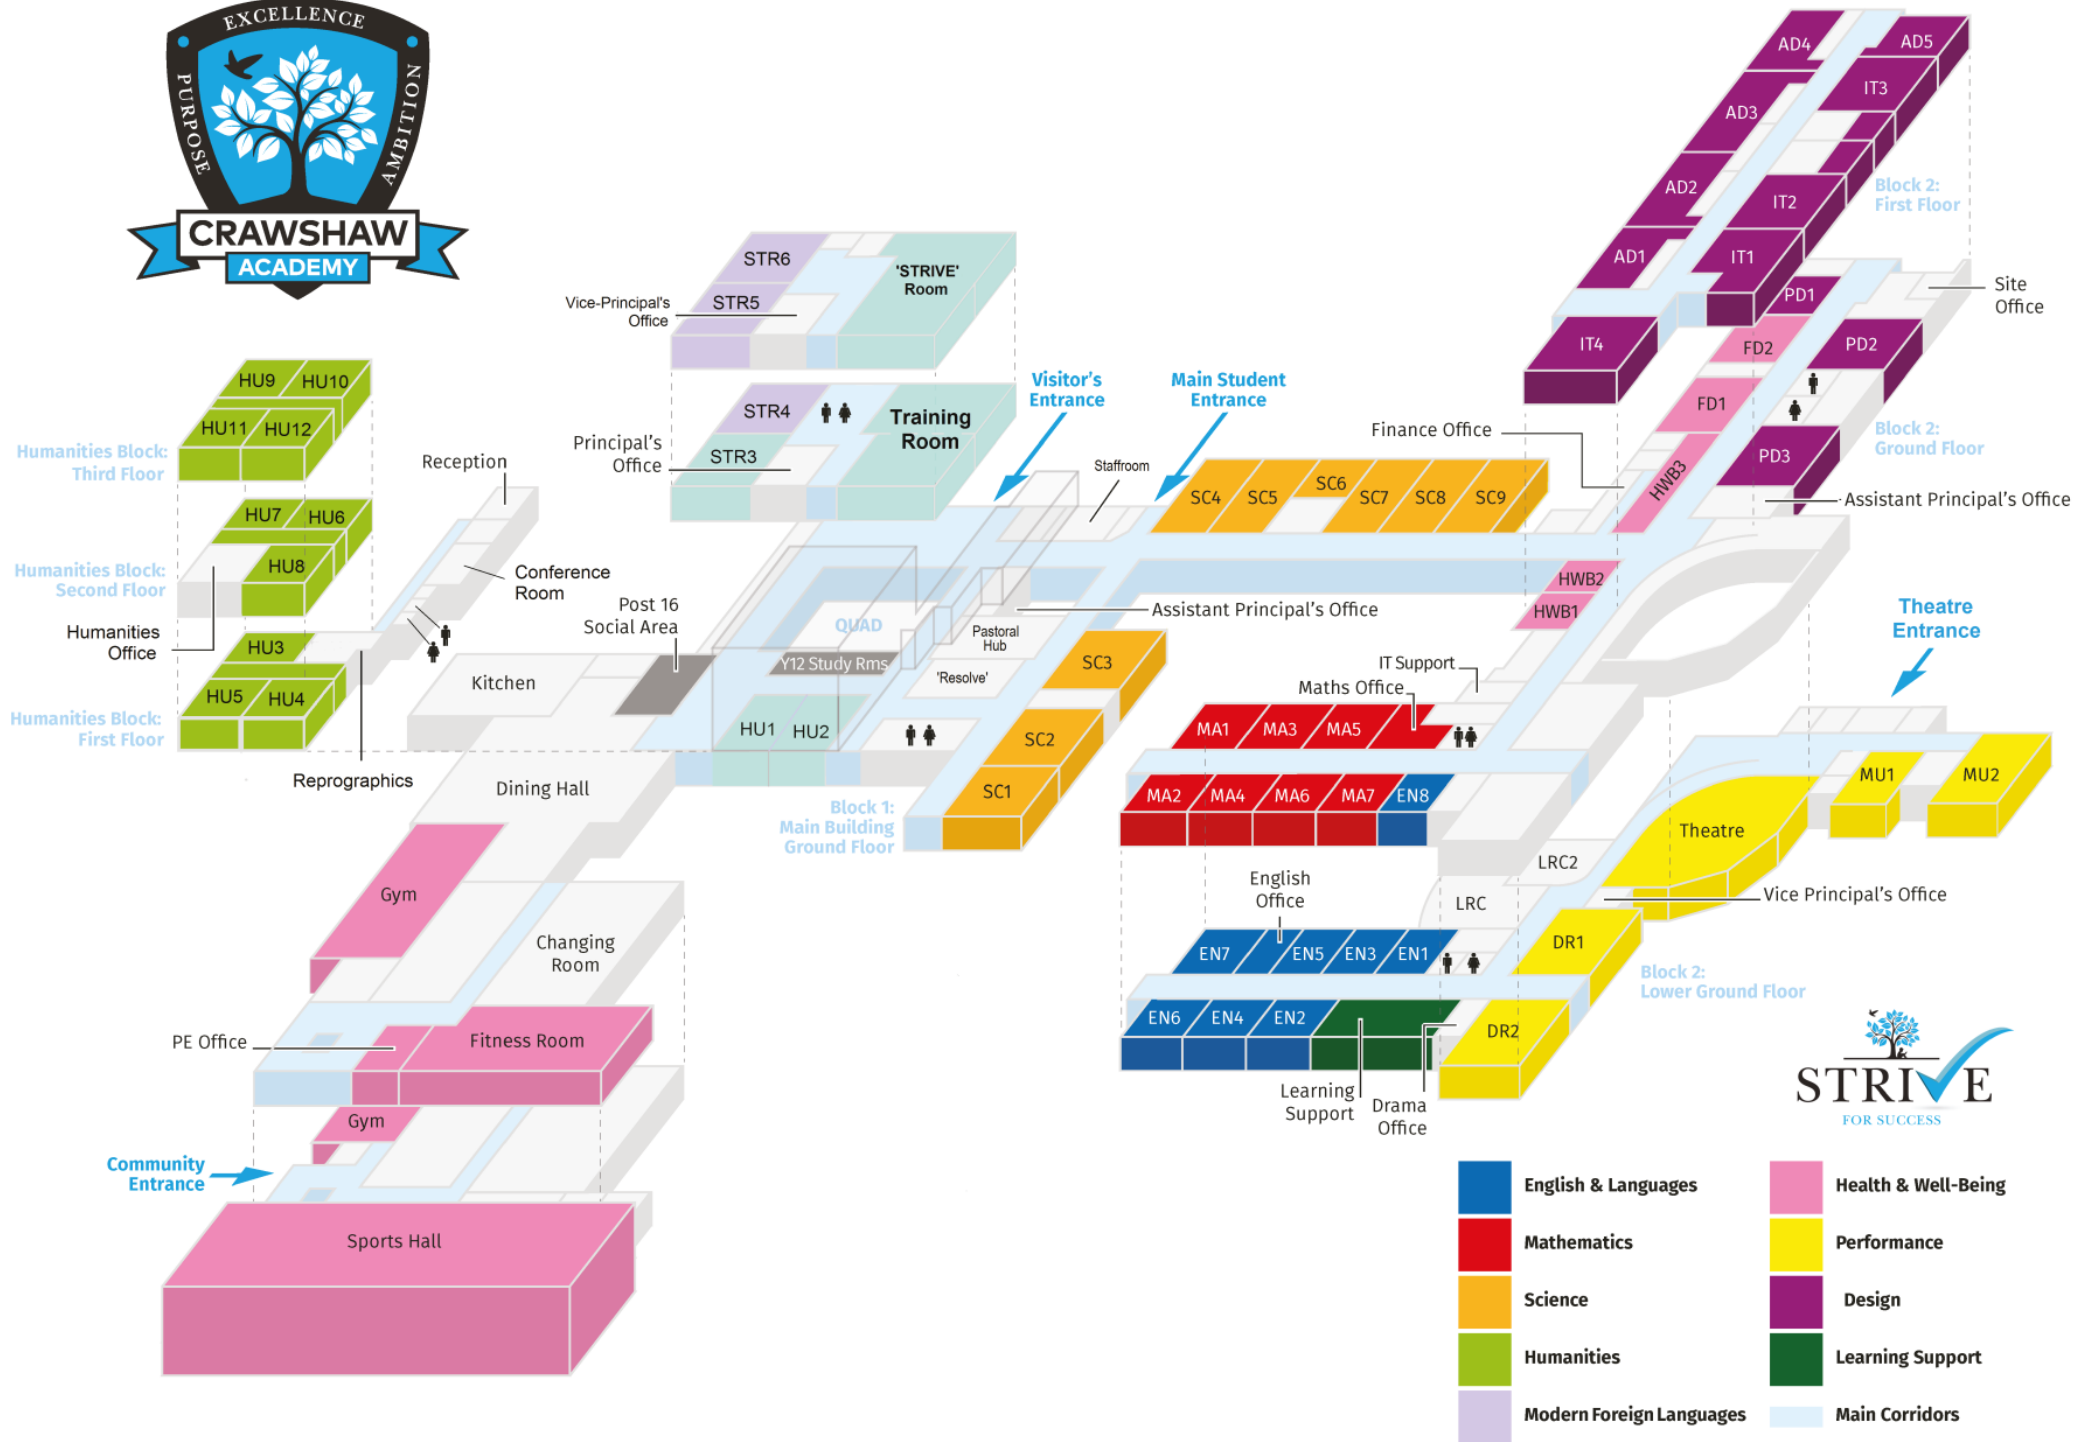 EXCELLENCE
PURPOSE
AMBITION
CRAWSHAW
ACADEMY
AD4
AD5
IT3
AD3
AD2
IT2
Block 2:
First Floor
AD1
IT1
PD1
IT4
FD2
PD2
Site
Office
FD1
Block 2:
Ground Floor
PD3
HWB3
Finance Office
Assistant Principal's Office
STR6
'STRIVE'
Room
STR5
Vice-Principal's
Office
STR4
Training
Room
STR3
Principal's
Office
Visitor's
Entrance
Main Student
Entrance
Staffroom
SC4
SC5
SC6
SC7
SC8
SC9
HU9
HU10
HU11
HU12
Humanities Block:
Third Floor
HU7
HU6
HU8
Humanities Block:
Second Floor
Humanities
Office
HU3
HU5
HU4
Humanities Block:
First Floor
Reception
Conference
Room
Reprographics
Post 16
Social Area
Kitchen
QUAD
Y12 Study Rms
Pastoral
Hub
'Resolve'
Assistant Principal's Office
HWB2
HWB1
SC3
SC2
SC1
HU1
HU2
Block 1:
Main Building
Ground Floor
Dining Hall
Gym
Changing
Room
PE Office
Fitness Room
Gym
Community
Entrance
Sports Hall
IT Support
Maths Office
MA1
MA3
MA5
MA2
MA4
MA6
MA7
EN8
Theatre
Entrance
MU1
MU2
Theatre
LRC2
LRC
Vice Principal's Office
English
Office
EN7
EN5
EN3
EN1
DR1
Block 2:
Lower Ground Floor
EN6
EN4
EN2
DR2
Learning
Support
Drama
Office
STRIVE
FOR SUCCESS
English & Languages
Health & Well-Being
Mathematics
Performance
Science
Design
Humanities
Learning Support
Modern Foreign Languages
Main Corridors